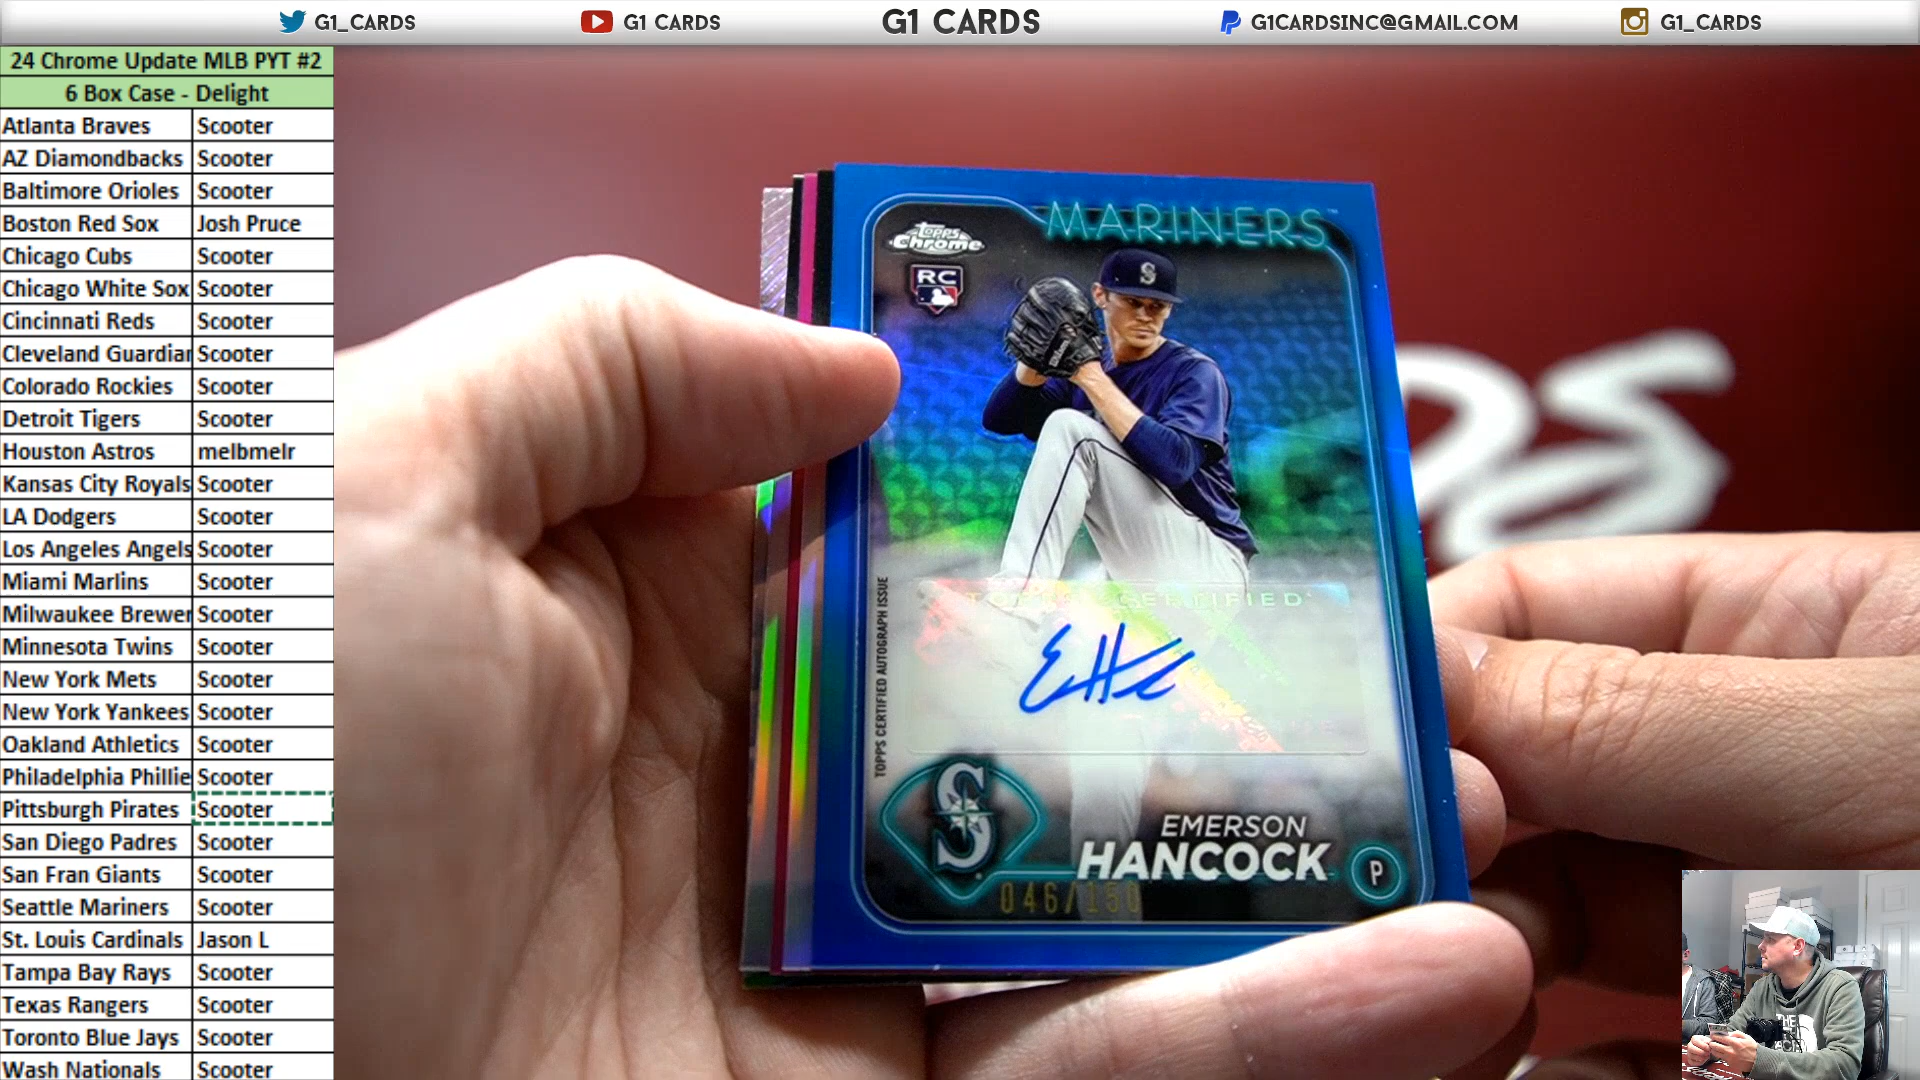 G1_CARDS
G1 CARDS
G1 CARDS
G1CARDSINC@GMAIL.COM
G1_CARDS
24 Chrome Update MLB PYT #2
6 Box Case - Delight
Atlanta Braves Scooter
AZ Diamondbacks Scooter
Baltimore Orioles Scooter
Boston Red Sox Josh Pruce
Chicago Cubs Scooter
Chicago White Sox Scooter
Cincinnati Reds Scooter
Cleveland Guardian Scooter
Colorado Rockies Scooter
Detroit Tigers Scooter
Houston Astros melbmelr
Kansas City Royals Scooter
LA Dodgers Scooter
Los Angeles Angels Scooter
Miami Marlins Scooter
Milwaukee Brewer Scooter
Minnesota Twins Scooter
New York Mets Scooter
New York Yankees Scooter
Oakland Athletics Scooter
Philadelphia Phillie Scooter
Pittsburgh Pirates Scooter
San Diego Padres Scooter
San Fran Giants Scooter
Seattle Mariners Scooter
St. Louis Cardinals Jason L
Tampa Bay Rays Scooter
Texas Rangers Scooter
Toronto Blue Jays Scooter
Wash Nationals Scooter
MARINERS
Topps
Chrome
RC
S
Wilson
TOPPS CERTIFIED
TOPPS CERTIFIED AUTOGRAPH ISSUE
S
EMERSON
HANCOCK
P
046/150
THE